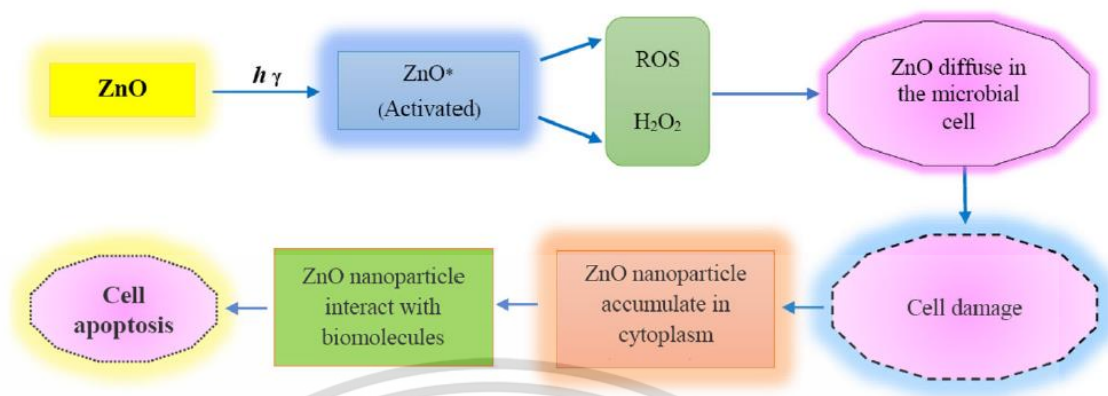 ZnO
h γ
ZnO*
(Activated)
ROS
H₂O₂
ZnO diffuse in
the microbial
cell
Cell damage
ZnO nanoparticle
accumulate in
cytoplasm
ZnO nanoparticle
interact with
biomolecules
Cell
apoptosis